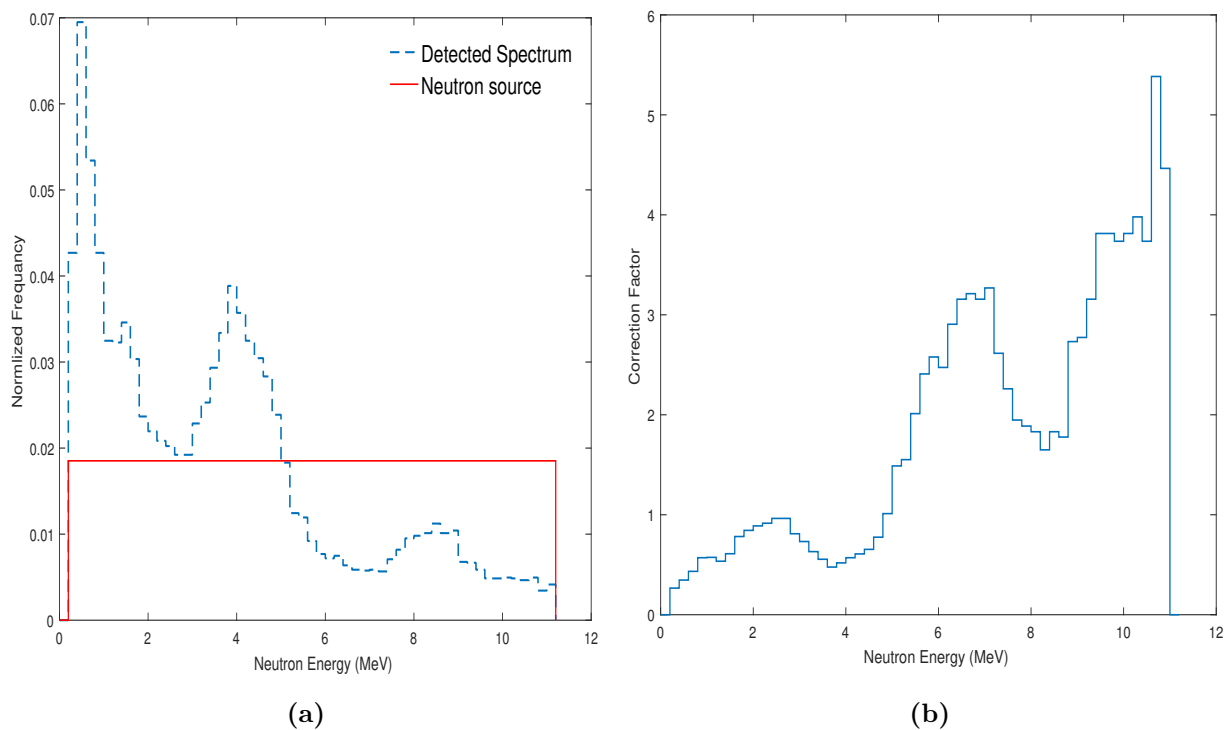 0.07
0.06
0.05
0.04
0.03
0.02
0.01
0
Normlized Frequancy
Detected Spectrum
Neutron source
0 2 4 6 8 10 12
Neutron Energy (MeV)
(a)
6
5
4
3
2
1
0
Correction Factor
0 2 4 6 8 10 12
Neutron Energy (MeV)
(b)